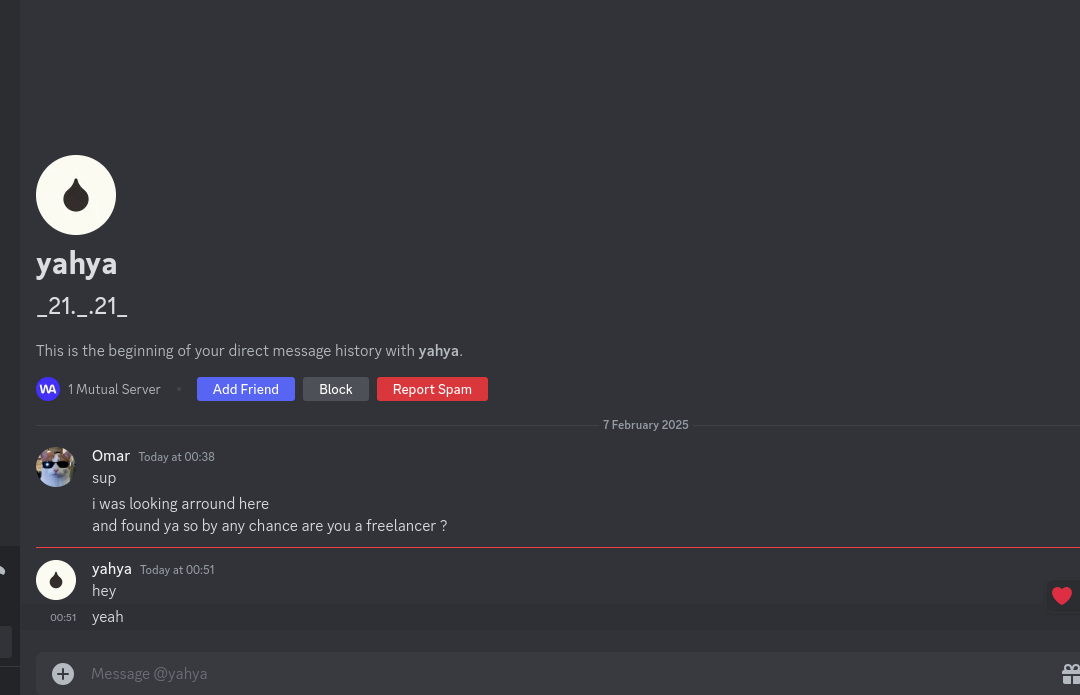 yahya
_21._.21_
This is the beginning of your direct message history with yahya.
WA 1 Mutual Server • Add Friend Block Report Spam
7 February 2025
Omar Today at 00:38
sup
i was looking arround here
and found ya so by any chance are you a freelancer ?
yahya Today at 00:51
hey
00:51 yeah
Message @yahya